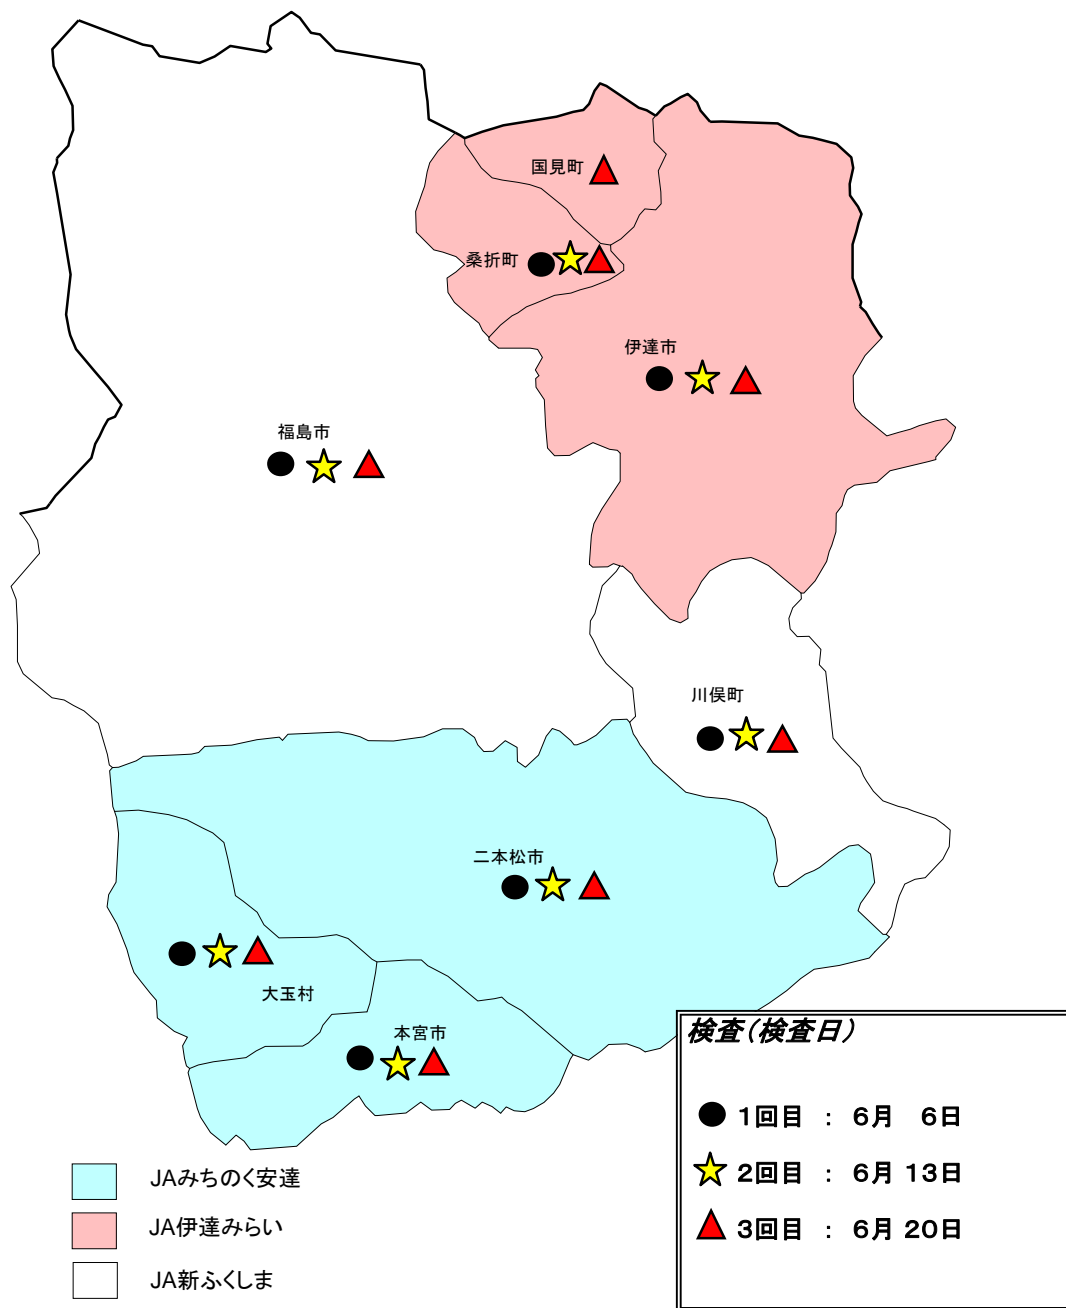 国見町
桑折町
伊達市
福島市
川俣町
二本松市
大玉村
本宮市
検査（検査日）
1回目 ： 6月 6日
2回目 ： 6月 13日
3回目 ： 6月 20日
JAみちのく安達
JA伊達みらい
JA新ふくしま